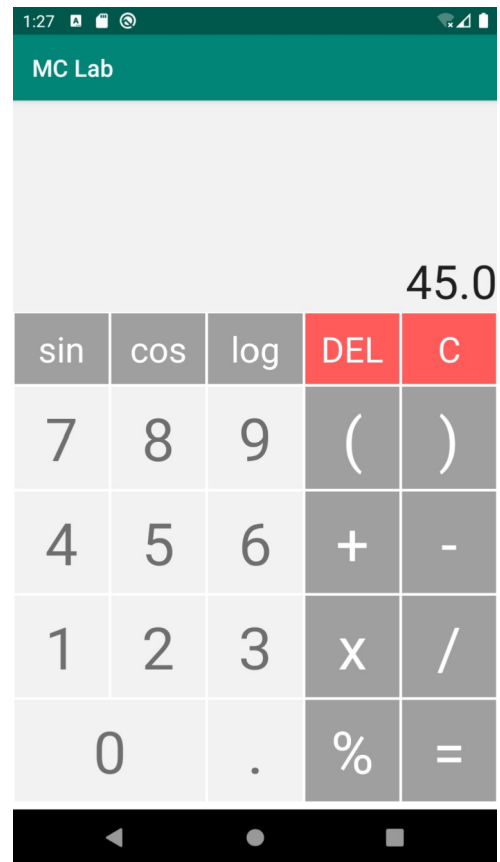 1:27 A
MC Lab
45.0
sin cos log DEL C
7 8 9 ( )
4 5 6 + -
1 2 3 x /
0 . % =